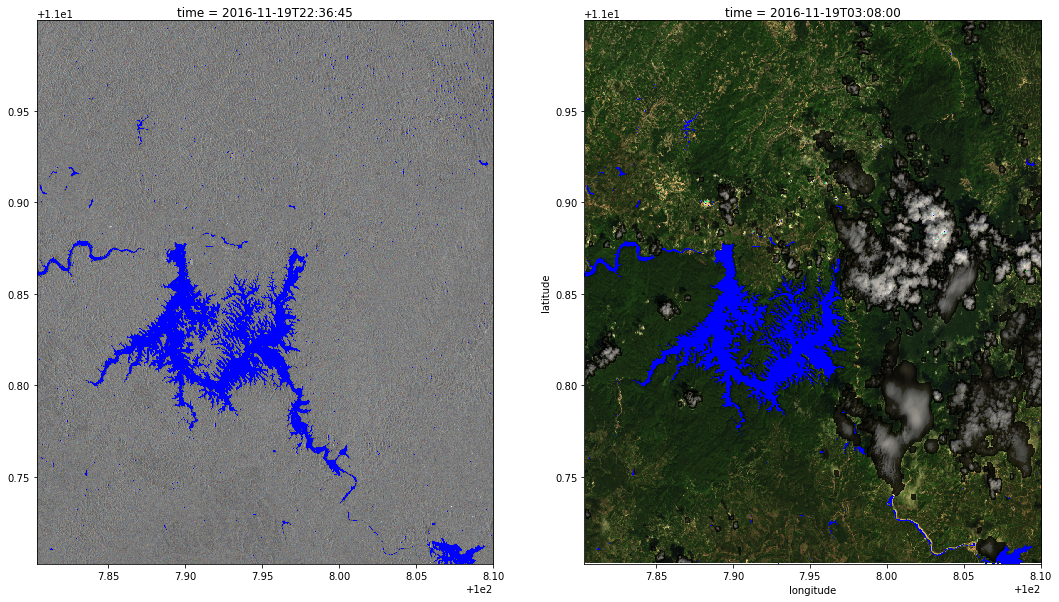 time = 2016-11-19T22:36:45
+1.1e1
0.95
0.90
0.85
0.80
0.75
7.85
7.90
7.95
8.00
8.05
8.10
+1e2
time = 2016-11-19T03:08:00
+1.1e1
latitude
0.95
0.90
0.85
0.80
0.75
7.85
7.90
7.95
8.00
8.05
8.10
longitude
+1e2